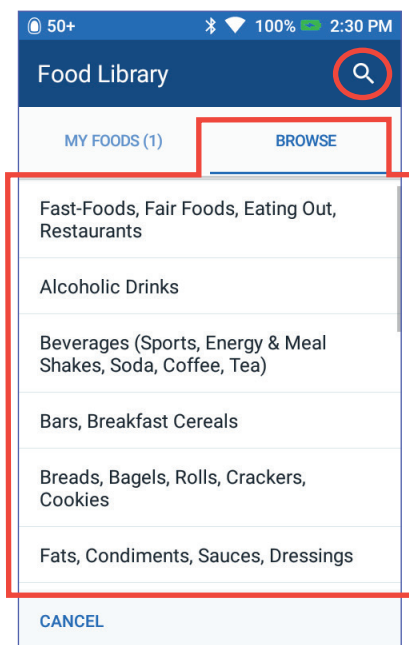 50+ 100% 2:30 PM
Food Library
MY FOODS (1) BROWSE
Fast-Foods, Fair Foods, Eating Out,
Restaurants
Alcoholic Drinks
Beverages (Sports, Energy & Meal
Shakes, Soda, Coffee, Tea)
Bars, Breakfast Cereals
Breads, Bagels, Rolls, Crackers,
Cookies
Fats, Condiments, Sauces, Dressings
CANCEL